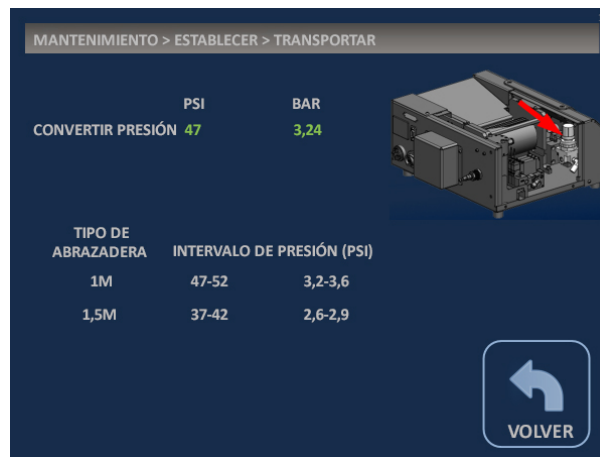 MANTENIMIENTO > ESTABLECER > TRANSPORTAR
PSI BAR
CONVERTIR PRESIÓN 47 3,24
TIPO DE
ABRAZADERA INTERVALO DE PRESIÓN (PSI)
1M 47-52 3,2-3,6
1,5M 37-42 2,6-2,9
VOLVER